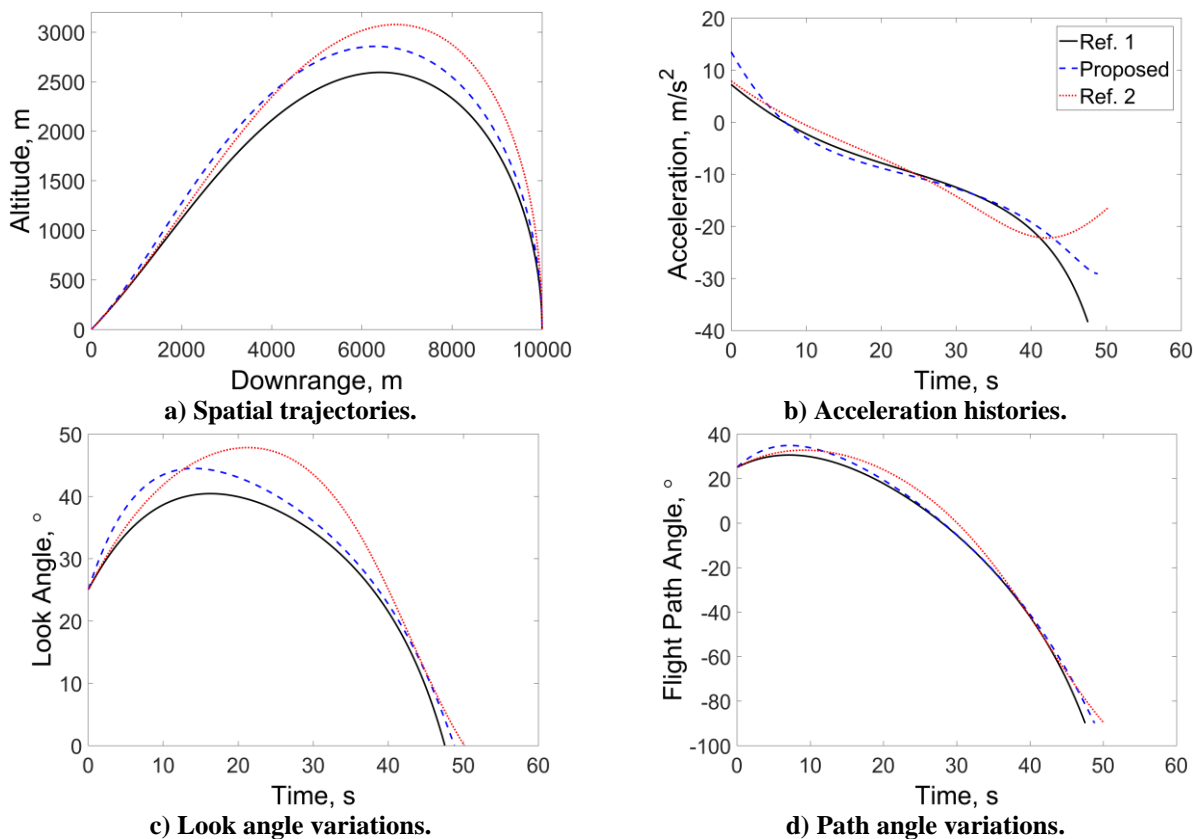 3000
2500
2000
1500
1000
500
0
Altitude, m
0 2000 4000 6000 8000 10000
Downrange, m
a) Spatial trajectories.
20
10
0
-10
-20
-30
-40
Acceleration, m/s²
Ref. 1
Proposed
Ref. 2
0 10 20 30 40 50 60
Time, s
b) Acceleration histories.
50
40
30
20
10
0
Look Angle, °
0 10 20 30 40 50 60
Time, s
c) Look angle variations.
40
20
0
-20
-40
-60
-80
-100
Flight Path Angle, °
0 10 20 30 40 50 60
Time, s
d) Path angle variations.